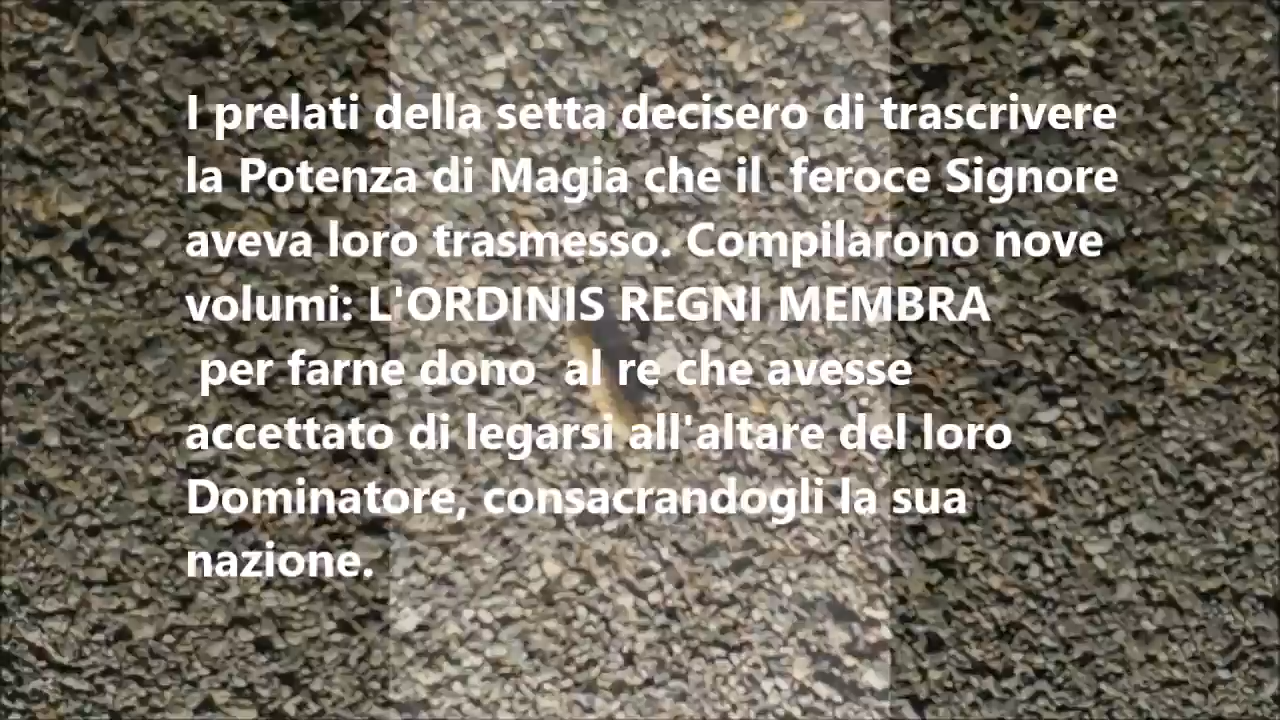 I prelati della setta decisero di trascrivere
la Potenza di Magia che il feroce Signore
aveva loro trasmesso. Compilarono nove
volumi: L'ORDINIS REGNI MEMBRA
per farne dono al re che avesse
accettato di legarsi all'altare del loro
Dominatore, consacrandogli la sua
nazione.